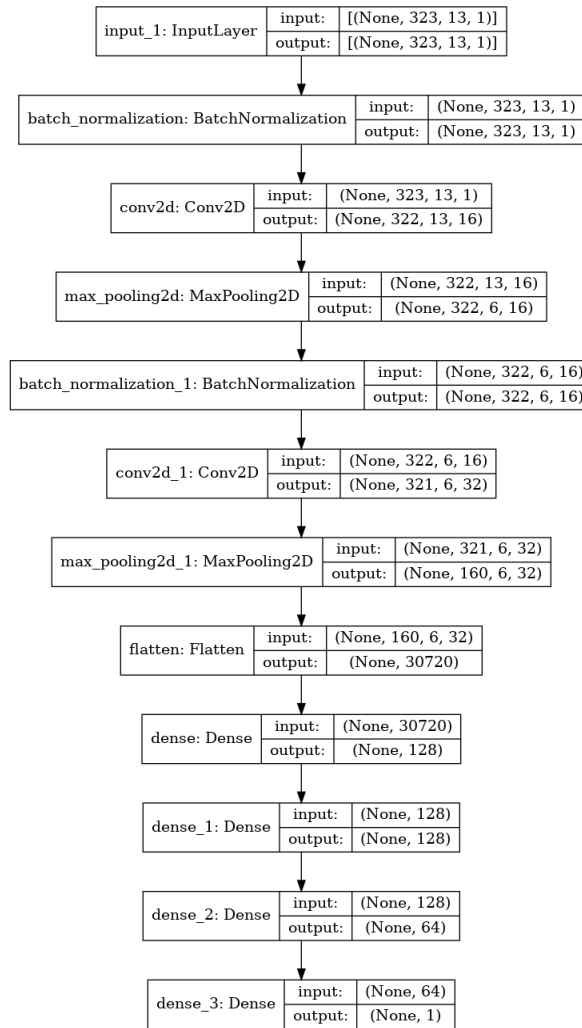 input_1: InputLayer
input: [(None, 323, 13, 1)]
output: [(None, 323, 13, 1)]
batch_normalization: BatchNormalization
input: (None, 323, 13, 1)
output: (None, 323, 13, 1)
conv2d: Conv2D
input: (None, 323, 13, 1)
output: (None, 322, 13, 16)
max_pooling2d: MaxPooling2D
input: (None, 322, 13, 16)
output: (None, 322, 6, 16)
batch_normalization_1: BatchNormalization
input: (None, 322, 6, 16)
output: (None, 322, 6, 16)
conv2d_1: Conv2D
input: (None, 322, 6, 16)
output: (None, 321, 6, 32)
max_pooling2d_1: MaxPooling2D
input: (None, 321, 6, 32)
output: (None, 160, 6, 32)
flatten: Flatten
input: (None, 160, 6, 32)
output: (None, 30720)
dense: Dense
input: (None, 30720)
output: (None, 128)
dense_1: Dense
input: (None, 128)
output: (None, 128)
dense_2: Dense
input: (None, 128)
output: (None, 64)
dense_3: Dense
input: (None, 64)
output: (None, 1)